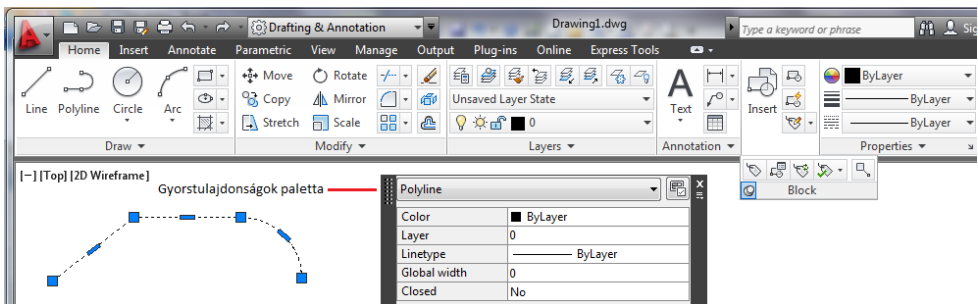 Drafting & Annotation Drawing1.dwg Type a keyword or phrase
Home Insert Annotate Parametric View Manage Output Plug-ins Online Express Tools
Move Rotate ByLayer
Line Polyline Circle Arc Copy Mirror Unsaved Layer State Text Insert ByLayer
Stretch Scale 0 ByLayer
Draw Modify Layers Annotation Properties
Block
[−] [Top] [2D Wireframe]
Gyorstulajdonságok paletta
Polyline
Color ByLayer
Layer 0
Linetype ByLayer
Global width 0
Closed No